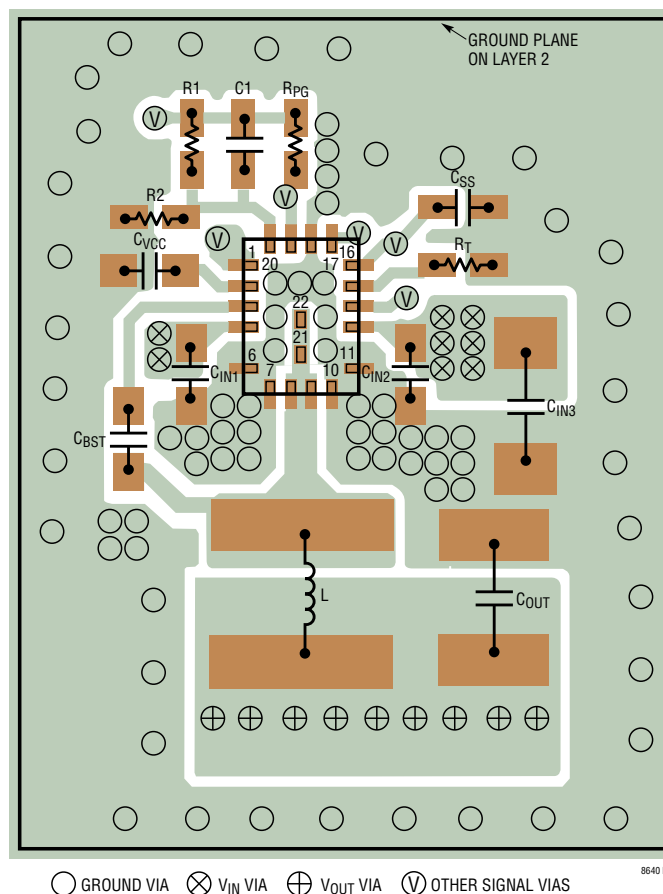 GROUND PLANE
ON LAYER 2
R1
C1
RPG
V
CSS
R2
V
V
V
V
CVCC
RT
1
20
17
16
V
22
21
6
CIN1
11
CIN2
7
10
CIN3
CBST
L
COUT
GROUND VIA
VIN VIA
VOUT VIA
V
OTHER SIGNAL VIAS
8640